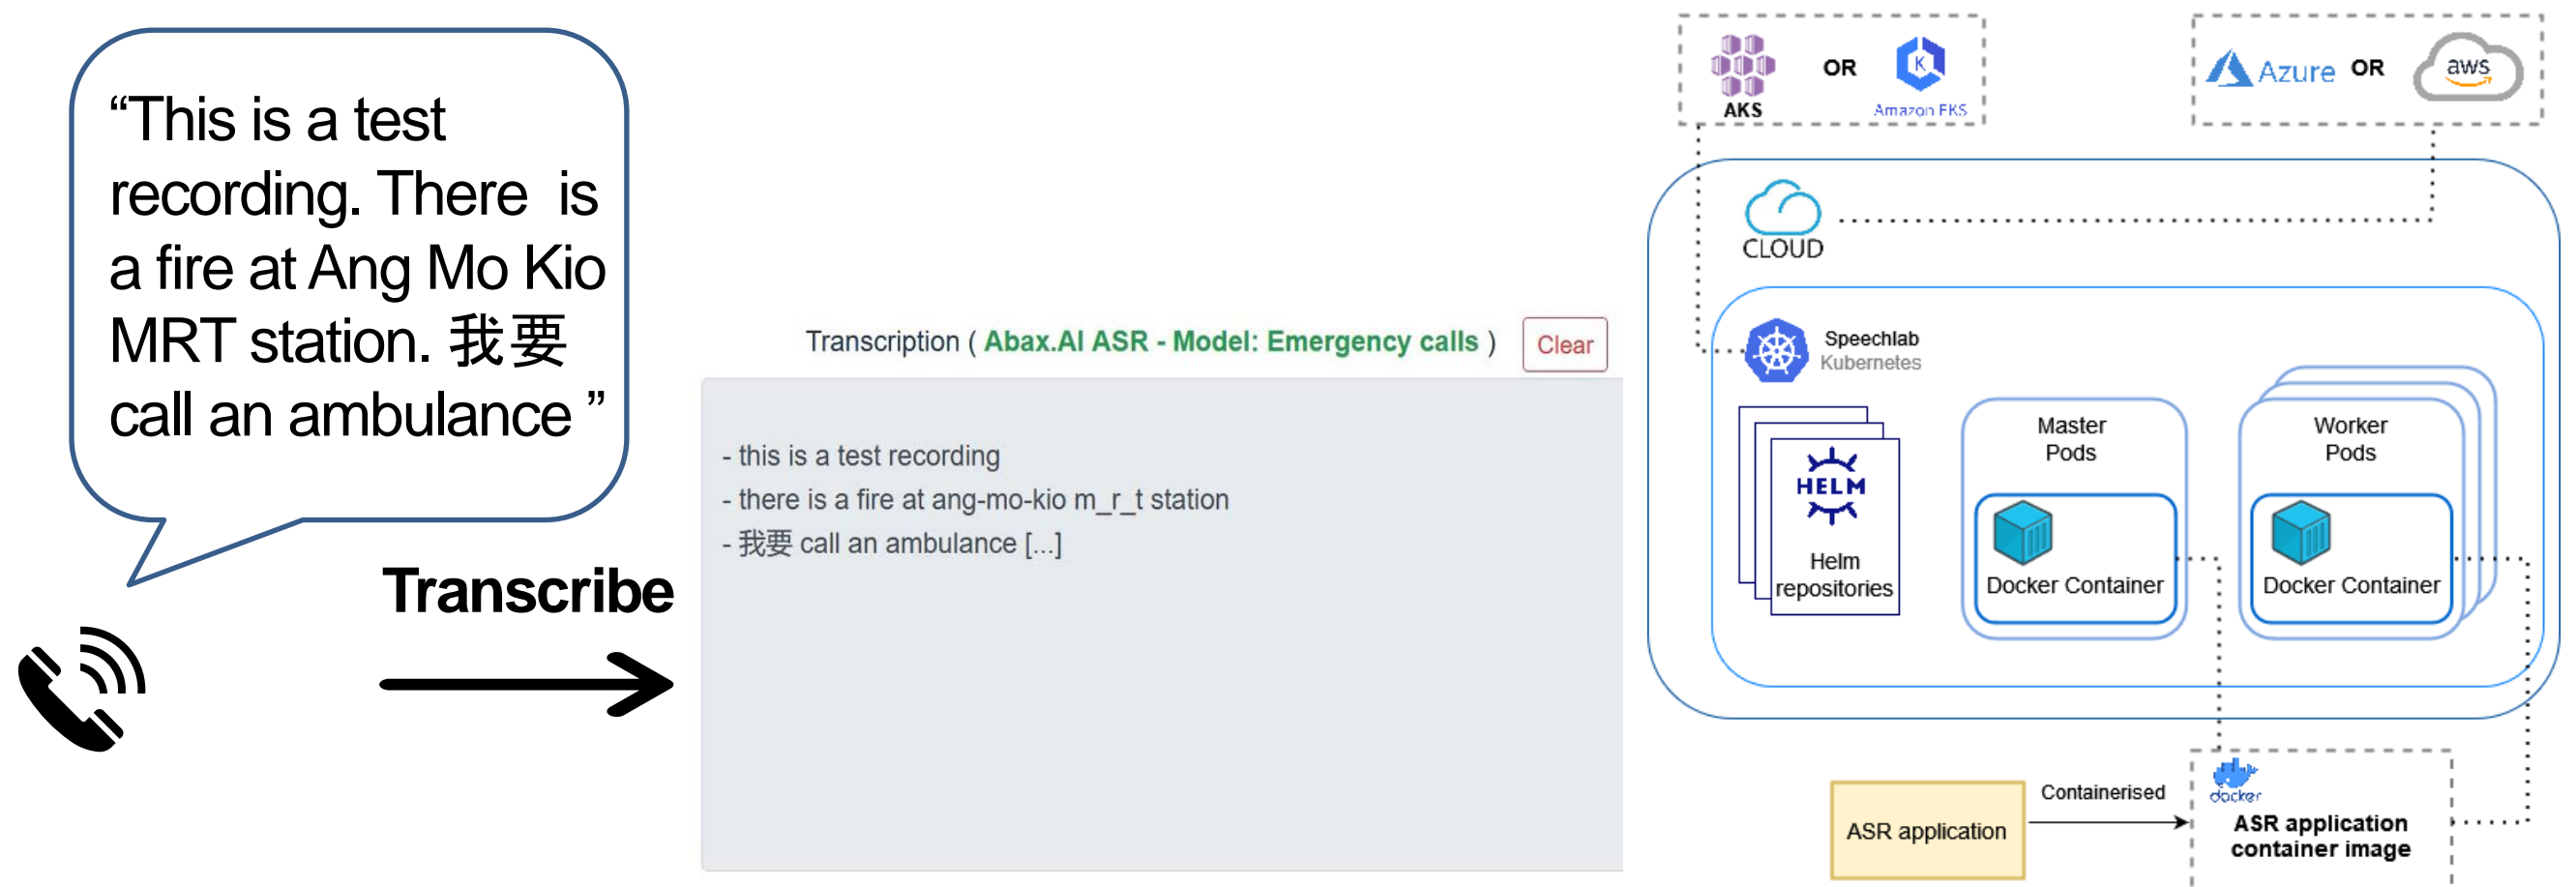 “This is a test
recording. There is
a fire at Ang Mo Kio
MRT station. 我要
call an ambulance ”
Transcribe
Transcription ( Abax.AI ASR - Model: Emergency calls )
Clear
- this is a test recording
- there is a fire at ang-mo-kio m_r_t station
- 我要 call an ambulance [...]
AKS
OR
Amazon EKS
Azure
OR
aws
CLOUD
Speechlab
Kubernetes
HELM
Helm
repositories
Master
Pods
Docker Container
Worker
Pods
Docker Container
ASR application
Containerised
docker
ASR application
container image